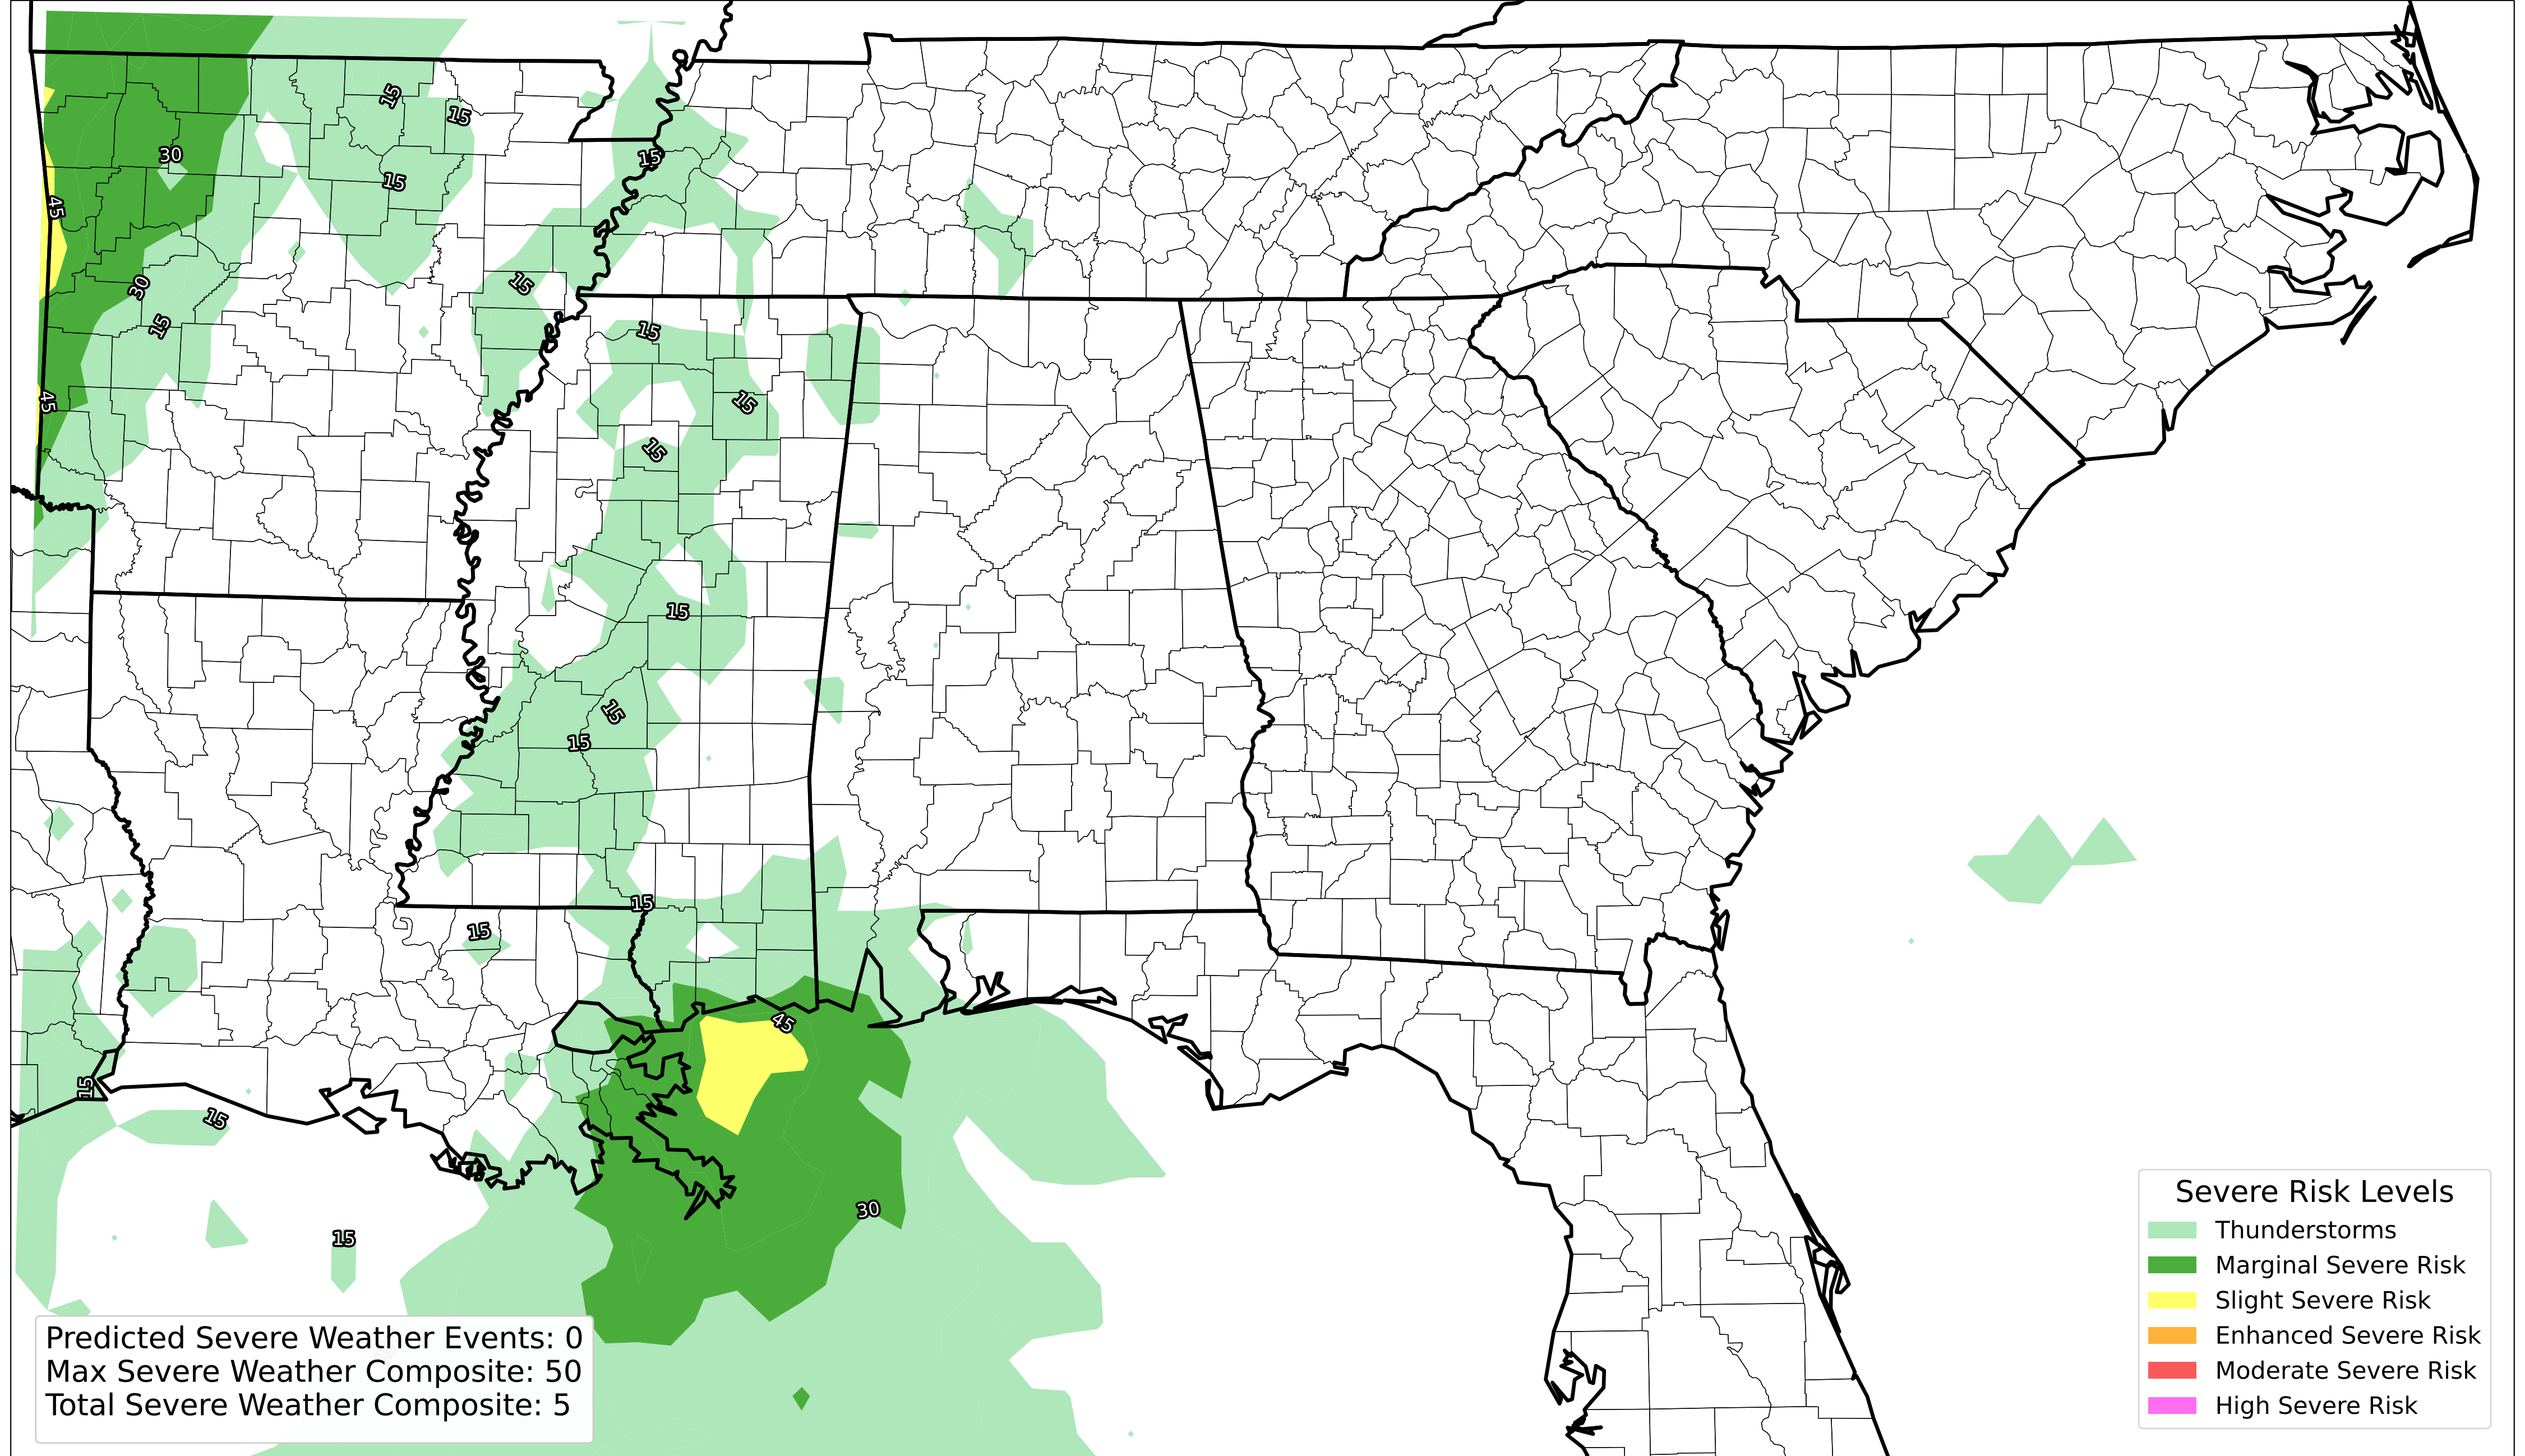 15
15
30
15
15
45
15
30
15
15
45
15
15
15
15
15
15
15
45
15
15
30
15
Predicted Severe Weather Events: 0
Max Severe Weather Composite: 50
Total Severe Weather Composite: 5
Severe Risk Levels
Thunderstorms
Marginal Severe Risk
Slight Severe Risk
Enhanced Severe Risk
Moderate Severe Risk
High Severe Risk